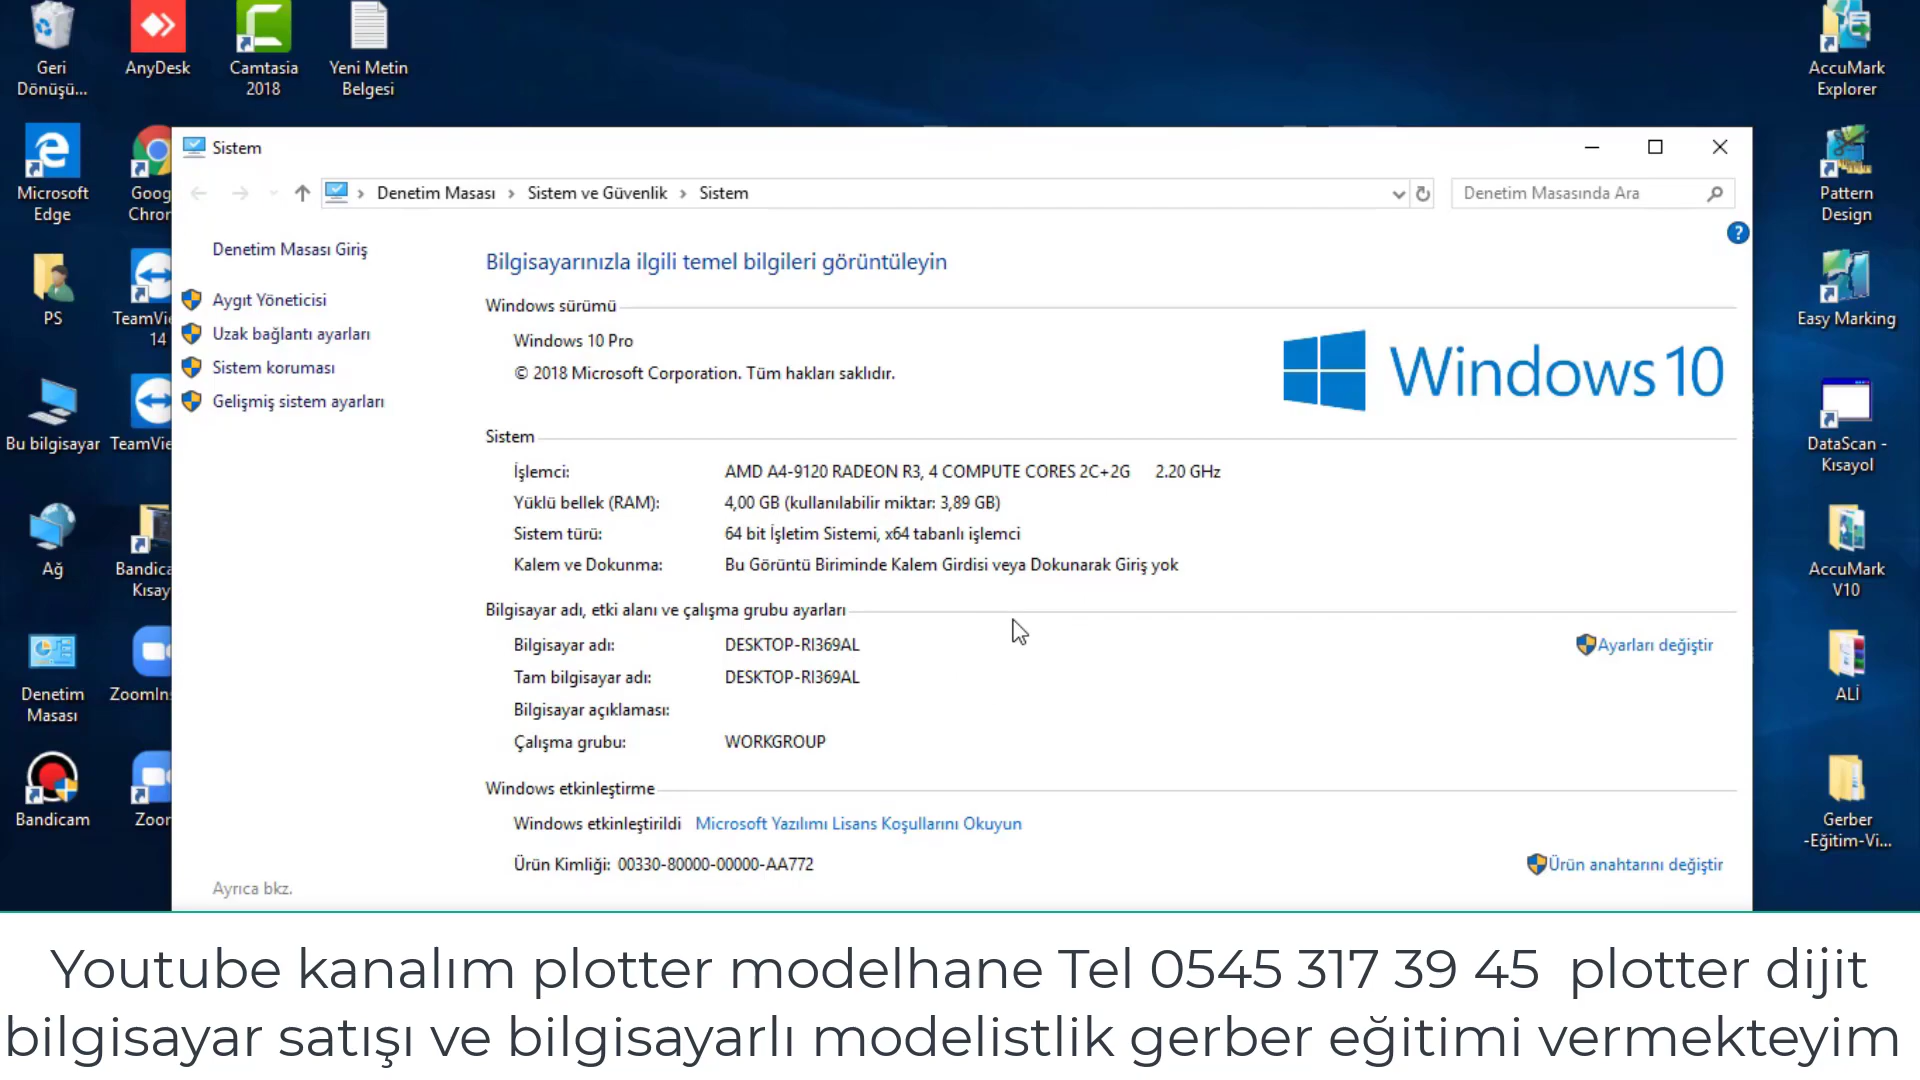 Geri
Dönüşü...
AnyDesk
Camtasia
2018
Yeni Metin
Belgesi
AccuMark
Explorer
Microsoft
Edge
Goog
Chror
Pattern
Design
PS
TeamVi
14
Easy Marking
Bu bilgisayar
TeamVie
DataScan -
Kısayol
Ağ
Bandica
Kısay
AccuMark
V10
Denetim
Masası
ZoomIns
ALİ
Bandicam
Zoor
Gerber
-Eğitim-Vi...
Sistem
Denetim Masası > Sistem ve Güvenlik > Sistem
Denetim Masasında Ara
Denetim Masası Giriş
Aygıt Yöneticisi
Uzak bağlantı ayarları
Sistem koruması
Gelişmiş sistem ayarları
Ayrıca bkz.
Bilgisayarınızla ilgili temel bilgileri görüntüleyin
Windows sürümü
Windows 10 Pro
© 2018 Microsoft Corporation. Tüm hakları saklıdır.
Windows 10
Sistem
İşlemci: AMD A4-9120 RADEON R3, 4 COMPUTE CORES 2C+2G 2.20 GHz
Yüklü bellek (RAM): 4,00 GB (kullanılabilir miktar: 3,89 GB)
Sistem türü: 64 bit İşletim Sistemi, x64 tabanlı işlemci
Kalem ve Dokunma: Bu Görüntü Biriminde Kalem Girdisi veya Dokunarak Giriş yok
Bilgisayar adı, etki alanı ve çalışma grubu ayarları
Bilgisayar adı: DESKTOP-RI369AL
Ayarları değiştir
Tam bilgisayar adı: DESKTOP-RI369AL
Bilgisayar açıklaması:
Çalışma grubu: WORKGROUP
Windows etkinleştirme
Windows etkinleştirildi Microsoft Yazılımı Lisans Koşullarını Okuyun
Ürün Kimliği: 00330-80000-00000-AA772
Ürün anahtarını değiştir
Youtube kanalım plotter modelhane Tel 0545 317 39 45 plotter dijit
bilgisayar satışı ve bilgisayarlı modelistlik gerber eğitimi vermekteyim